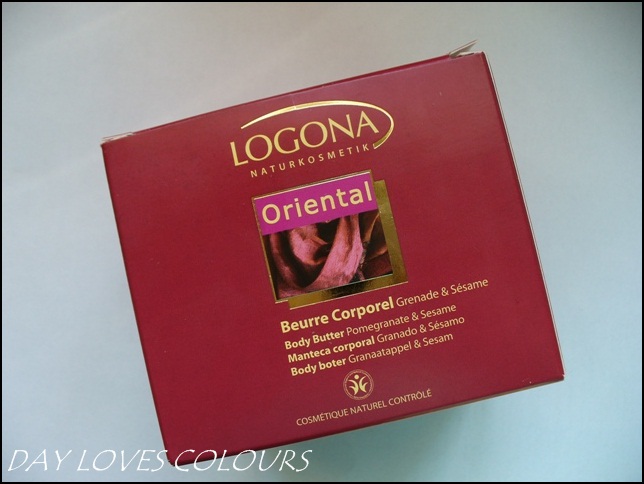 LOGONA
NATURKOSMETIK
Oriental
Beurre Corporel Grenade & Sésame
Body Butter Pomegranate & Sesame
Manteca corporal Granado & Sésamo
Body boter Granaatappel & Sesam
COSMÉTIQUE NATUREL CONTRÔLÉ
DAY LOVES COLOURS